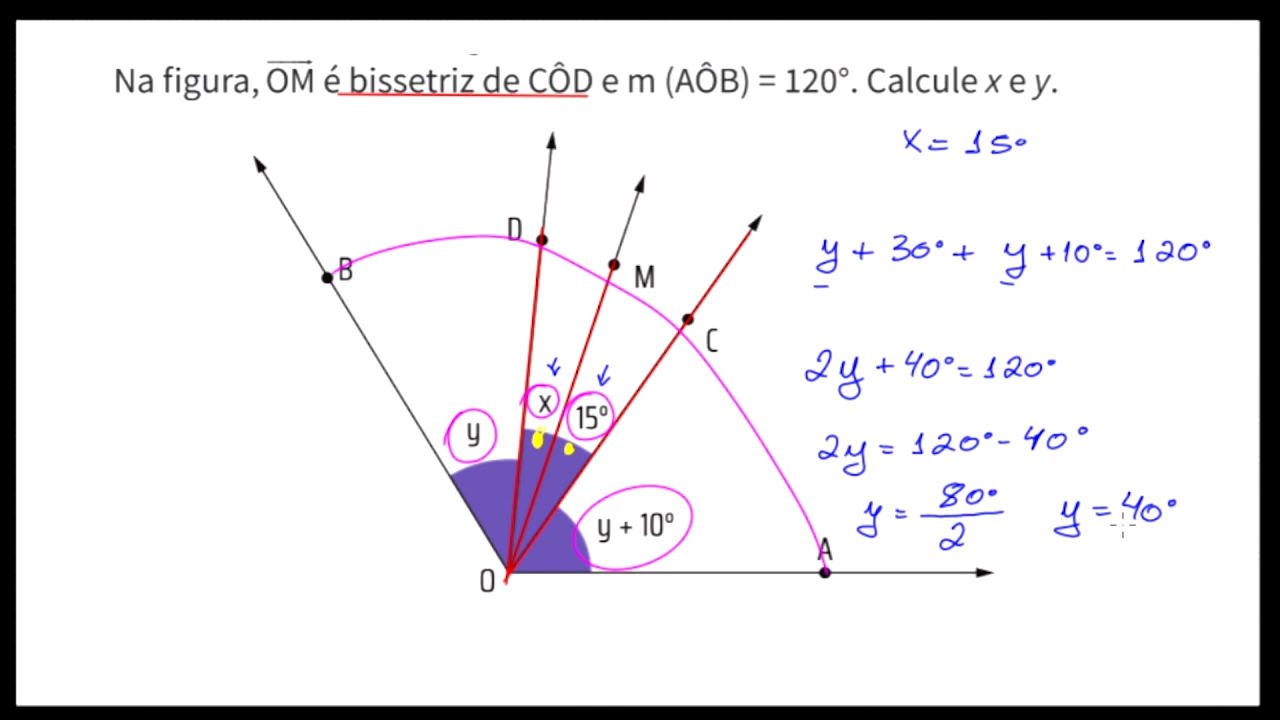 Na figura, OM é bissetriz de CÔD e m (AÔB) = 120°. Calcule x e y.
x = 15°
D
B
M
y + 30° + y + 10° = 120°
C
2y + 40° = 120°
x
15°
y
2y = 120° - 40°
y + 10°
y = 80° / 2    y = 40°
A
O